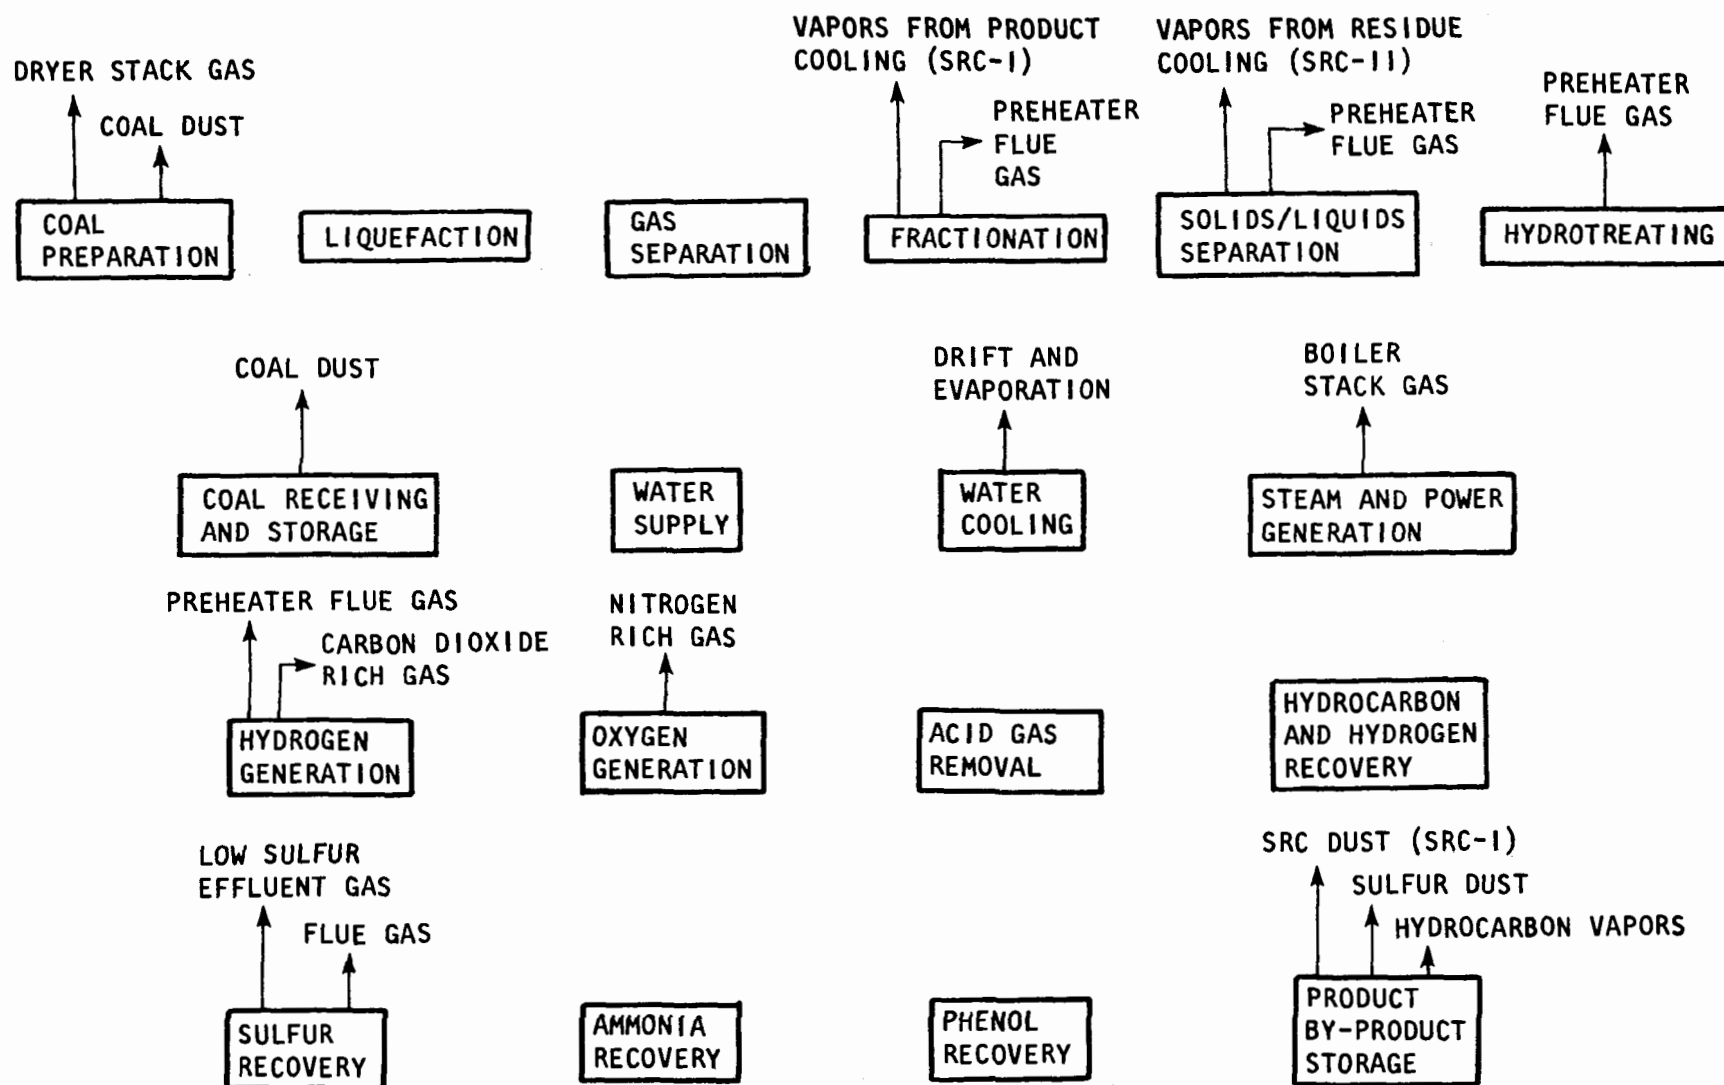 VAPORS FROM PRODUCT
COOLING (SRC-I)
VAPORS FROM RESIDUE
COOLING (SRC-II)
DRYER STACK GAS
COAL DUST
PREHEATER
FLUE
GAS
PREHEATER
FLUE GAS
PREHEATER
FLUE GAS
COAL
PREPARATION
LIQUEFACTION
GAS
SEPARATION
FRACTIONATION
SOLIDS/LIQUIDS
SEPARATION
HYDROTREATING
COAL DUST
DRIFT AND
EVAPORATION
BOILER
STACK GAS
COAL RECEIVING
AND STORAGE
WATER
SUPPLY
WATER
COOLING
STEAM AND POWER
GENERATION
PREHEATER FLUE GAS
CARBON DIOXIDE
RICH GAS
NITROGEN
RICH GAS
HYDROGEN
GENERATION
OXYGEN
GENERATION
ACID GAS
REMOVAL
HYDROCARBON
AND HYDROGEN
RECOVERY
LOW SULFUR
EFFLUENT GAS
FLUE GAS
SRC DUST (SRC-I)
SULFUR DUST
HYDROCARBON VAPORS
SULFUR
RECOVERY
AMMONIA
RECOVERY
PHENOL
RECOVERY
PRODUCT
BY-PRODUCT
STORAGE